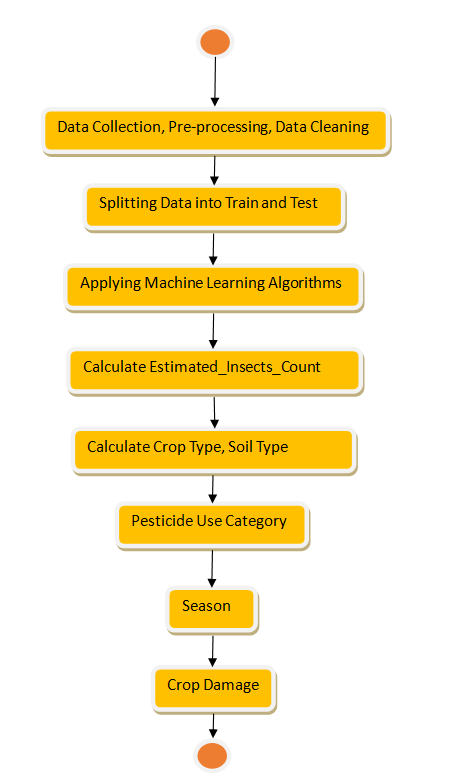 Data Collection, Pre-processing, Data Cleaning
Splitting Data into Train and Test
Applying Machine Learning Algorithms
Calculate Estimated_Insects_Count
Calculate Crop Type, Soil Type
Pesticide Use Category
Season
Crop Damage